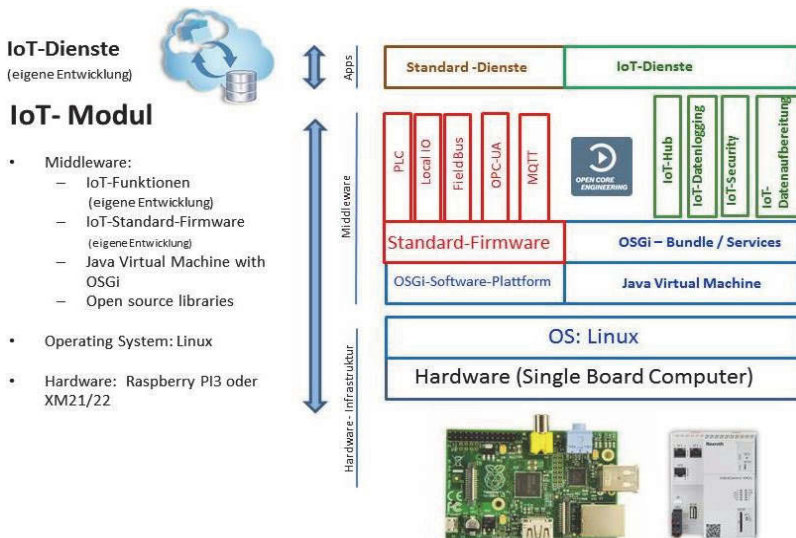 IoT-Dienste
(eigene Entwicklung)
IoT- Modul
• Middleware:
– IoT-Funktionen
(eigene Entwicklung)
– IoT-Standard-Firmware
(eigene Entwicklung)
– Java Virtual Machine with
OSGi
– Open source libraries
• Operating System: Linux
• Hardware: Raspberry PI3 oder
XM21/22
Apps
Middleware
Hardware- Infrastruktur
Standard -Dienste
IoT-Dienste
PLC
Local IO
FieldBus
OPC-UA
MQTT
OPEN CORE
ENGINEERING
IoT-Hub
IoT-Datenlogging
IoT-Security
IoT-
Datenaufbereitung
Standard-Firmware
OSGi – Bundle / Services
OSGi-Software-Plattform
Java Virtual Machine
OS: Linux
Hardware (Single Board Computer)
Rexroth